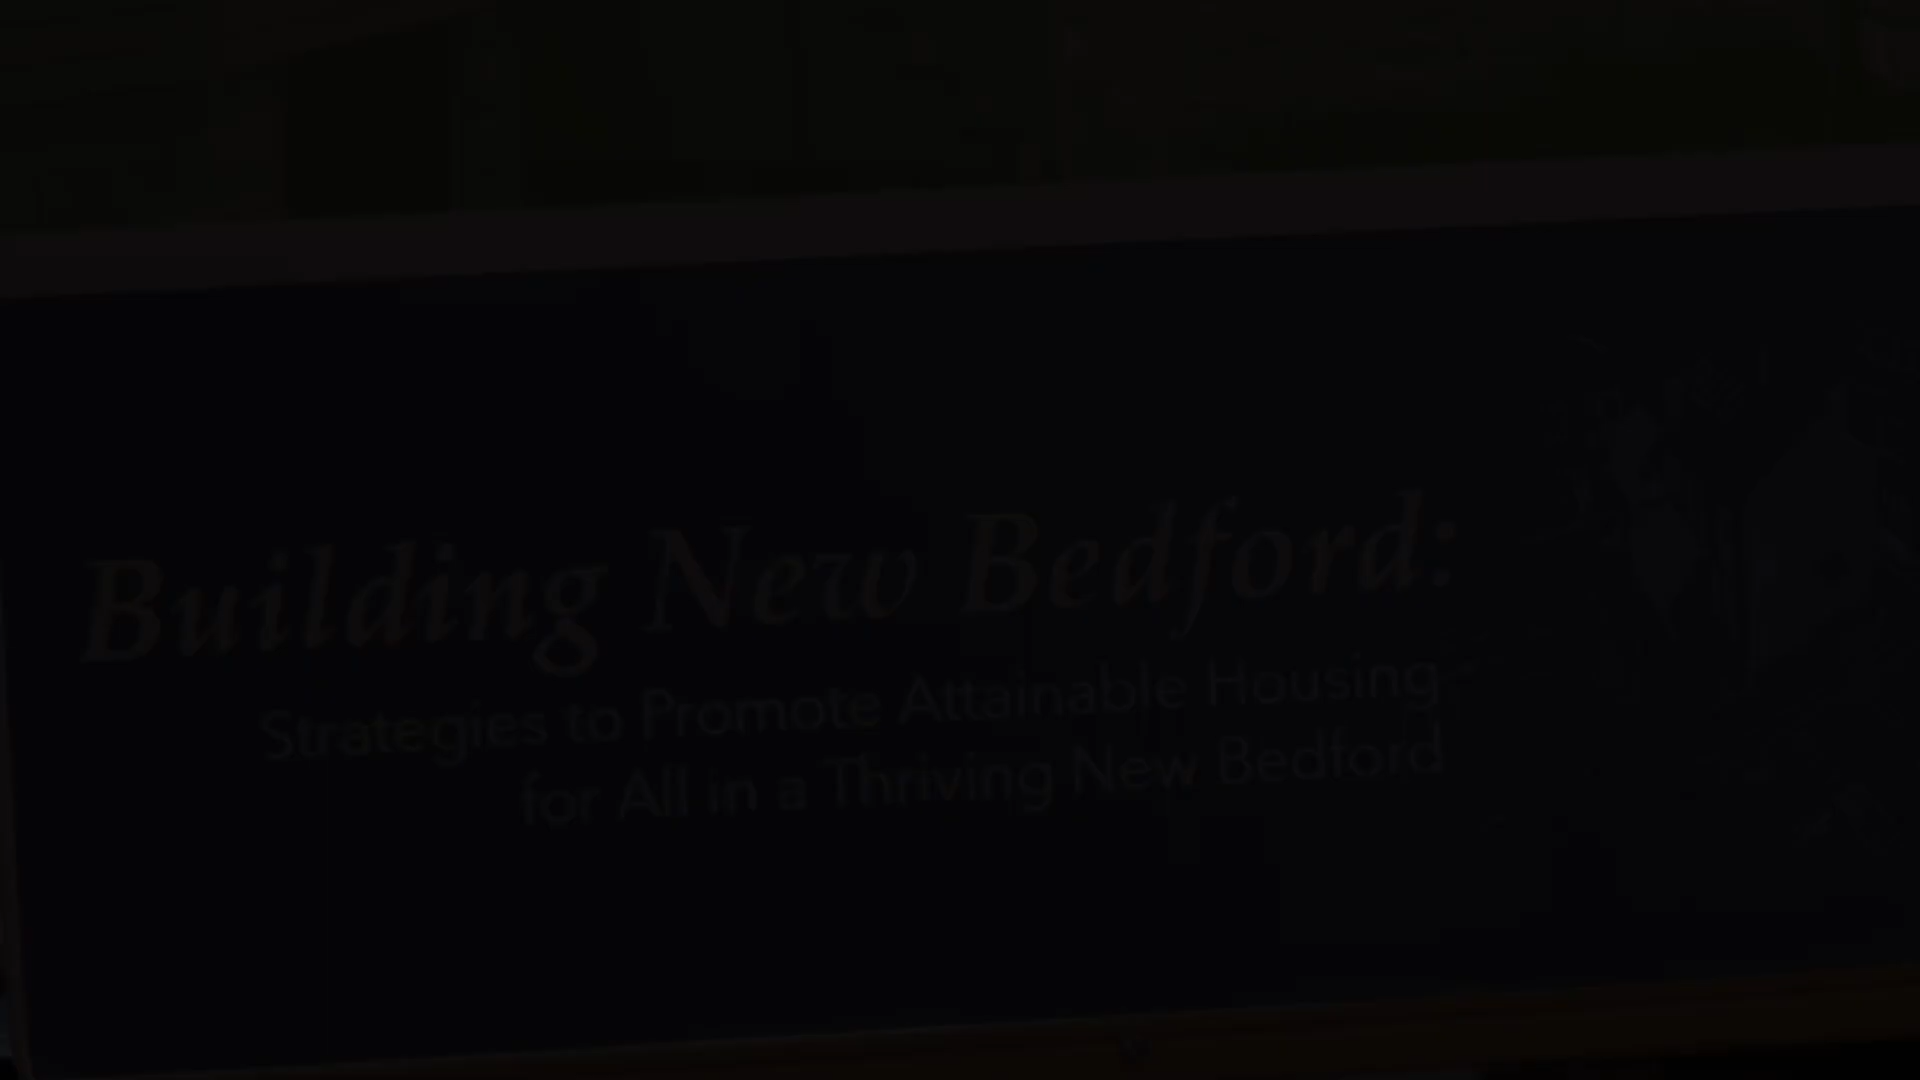 Building New Bedford:
Strategies to Promote Attainable Housing
for All in a Thriving New Bedford